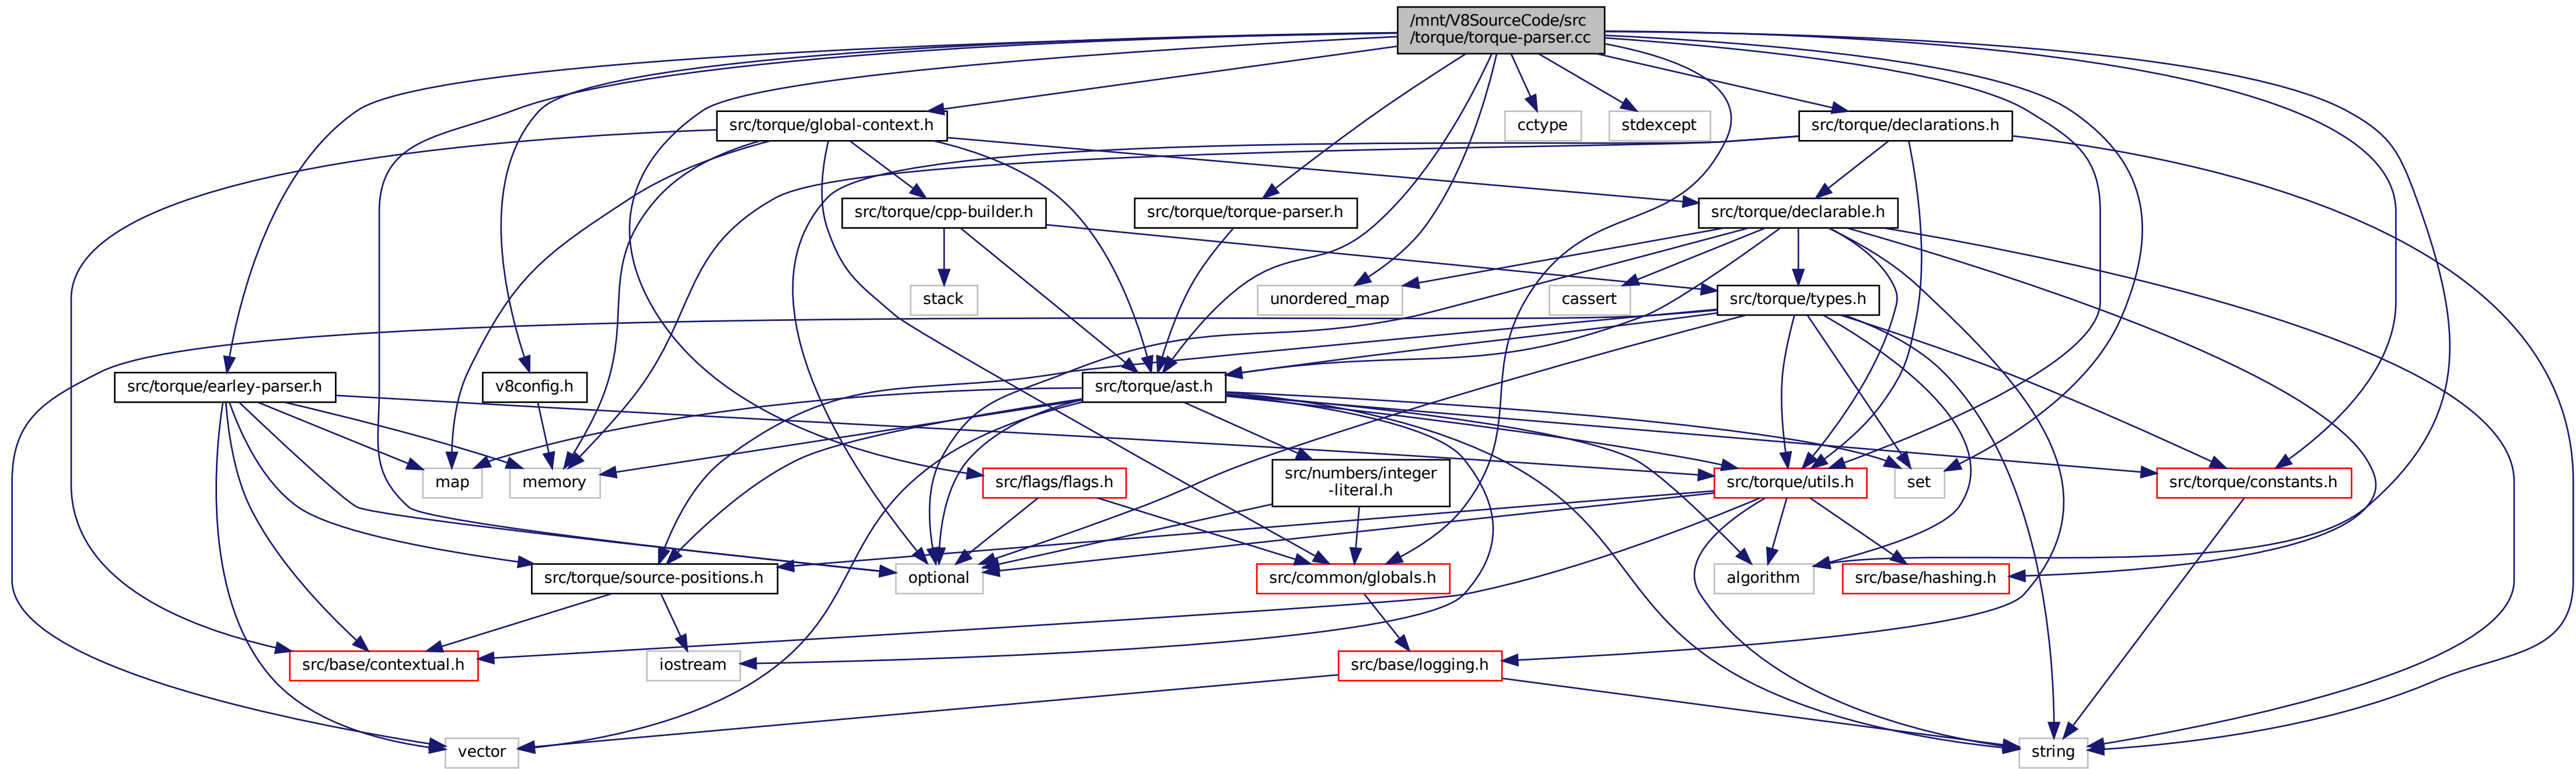 /mnt/V8SourceCode/src
/torque/torque-parser.cc
src/torque/global-context.h
cctype
stdexcept
src/torque/declarations.h
src/torque/cpp-builder.h
src/torque/torque-parser.h
src/torque/declarable.h
stack
unordered_map
cassert
src/torque/types.h
src/torque/earley-parser.h
v8config.h
src/torque/ast.h
map
memory
src/flags/flags.h
src/numbers/integer
-literal.h
src/torque/utils.h
set
src/torque/constants.h
src/torque/source-positions.h
optional
src/common/globals.h
algorithm
src/base/hashing.h
src/base/contextual.h
iostream
src/base/logging.h
vector
string